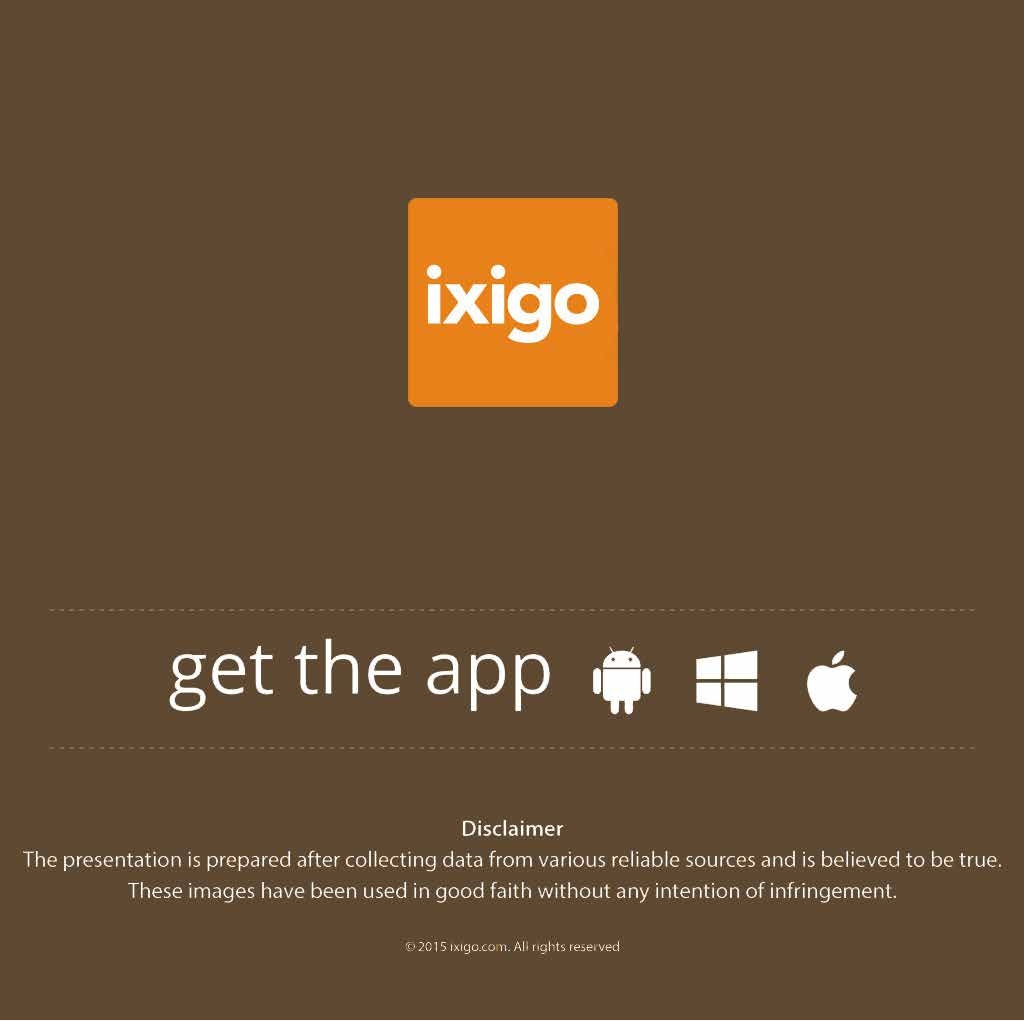 ixigo
get the app
Disclaimer
The presentation is prepared after collecting data from various reliable sources and is believed to be true.
These images have been used in good faith without any intention of infringement.
© 2015 ixigo.com. All rights reserved